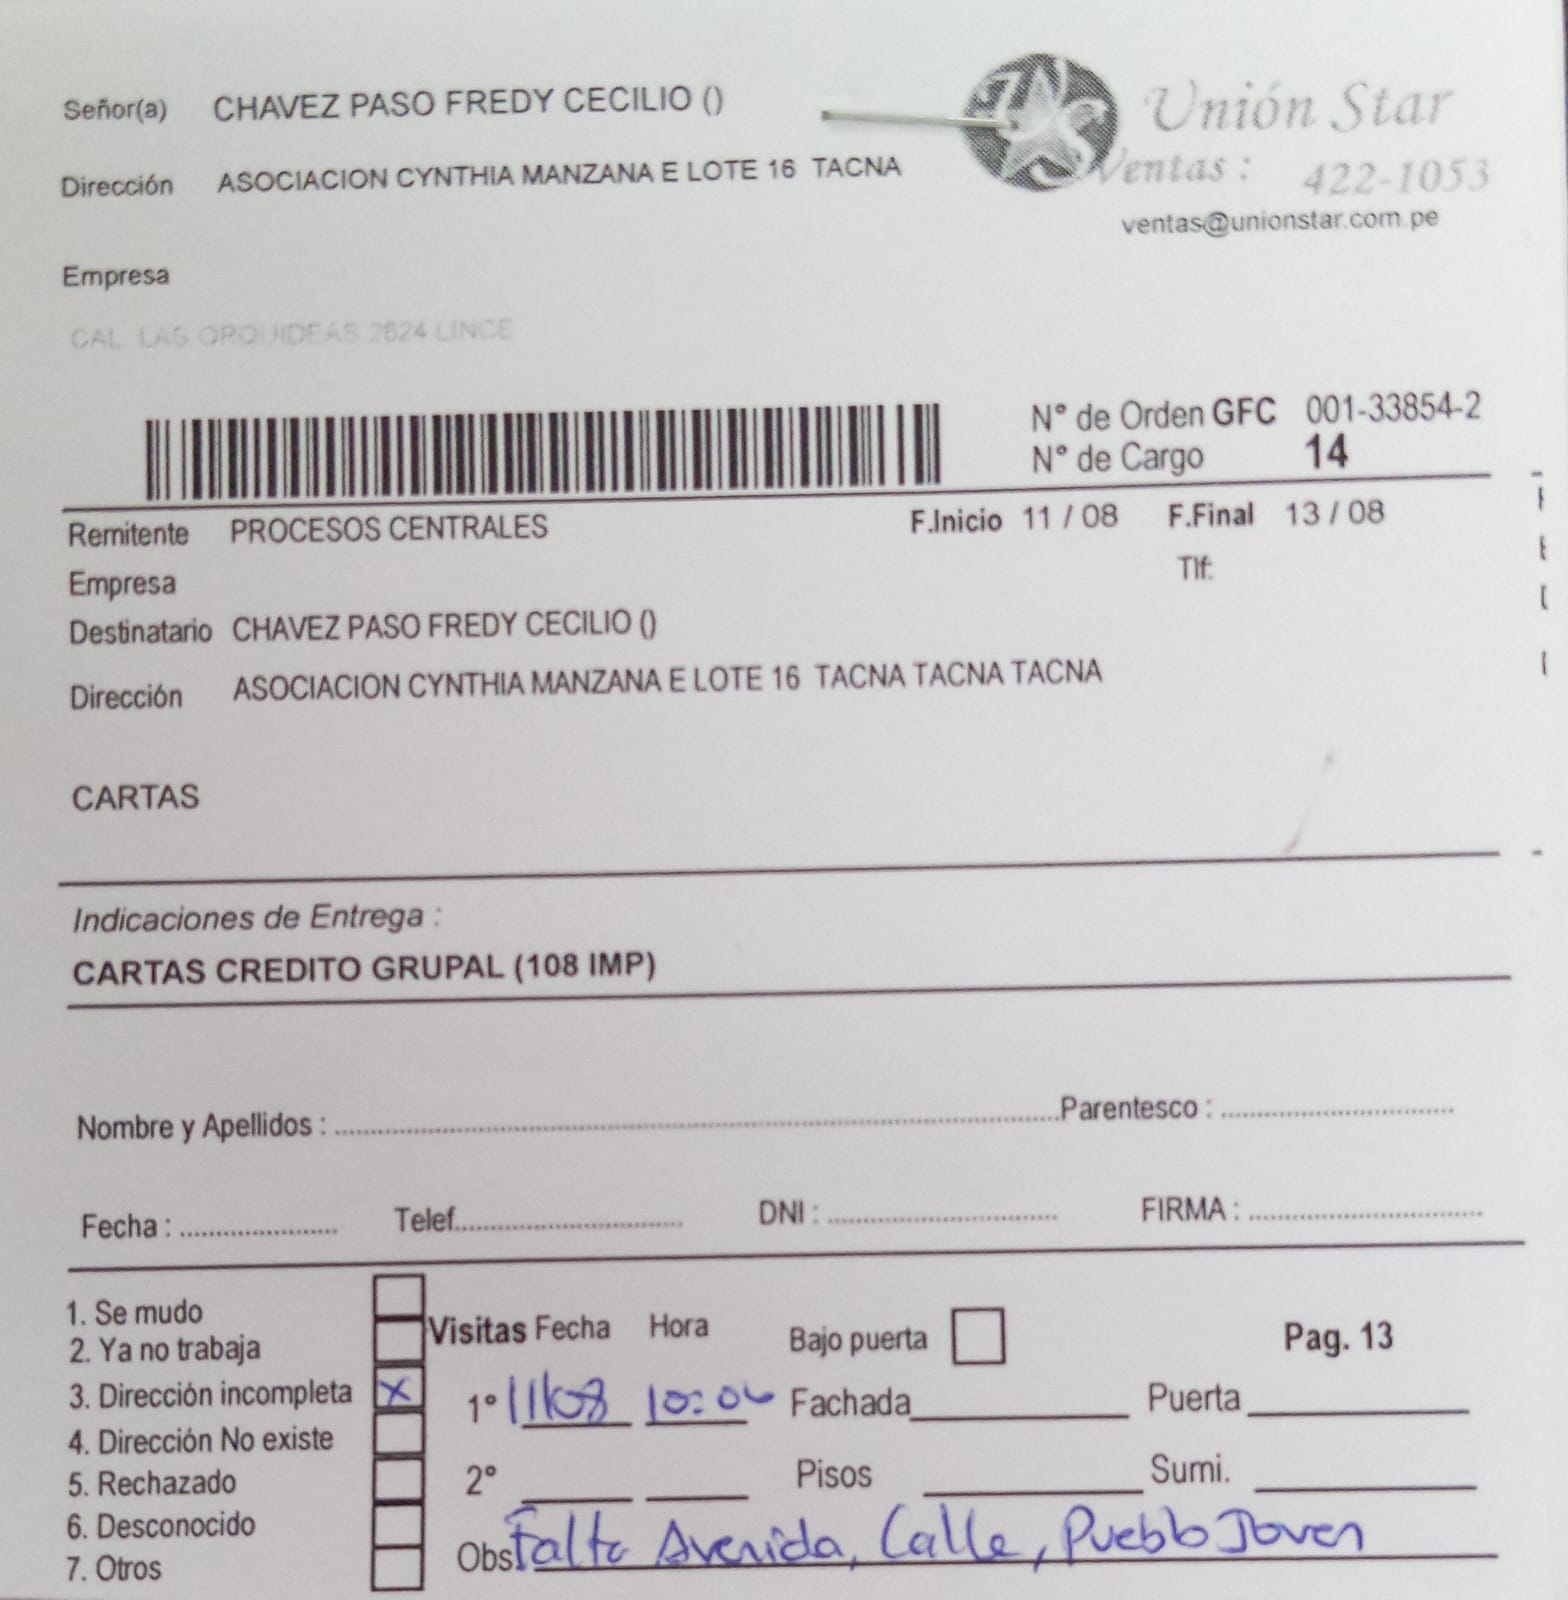 Señor(a) CHAVEZ PASO FREDY CECILIO ()
Unión Star
Dirección ASOCIACION CYNTHIA MANZANA E LOTE 16 TACNA
Ventas : 422-1053
ventas@unionstar.com.pe
Empresa
CAL LAS ORQUIDEAS 2624 LINCE
N° de Orden GFC 001-33854-2
N° de Cargo 14
Remitente PROCESOS CENTRALES F.Inicio 11 / 08 F.Final 13 / 08
Empresa Tlf:
Destinatario CHAVEZ PASO FREDY CECILIO ()
Dirección ASOCIACION CYNTHIA MANZANA E LOTE 16 TACNA TACNA TACNA
CARTAS
Indicaciones de Entrega :
CARTAS CREDITO GRUPAL (108 IMP)
Nombre y Apellidos : Parentesco :
Fecha : Telef. DNI : FIRMA :
1. Se mudo
2. Ya no trabaja
3. Dirección incompleta X
4. Dirección No existe
5. Rechazado
6. Desconocido
7. Otros
Visitas Fecha Hora Bajo puerta Pag. 13
1° Fachada Puerta
2° Pisos Sumi.
Obs. Falta Avenida, Calle, Pueblo Joven